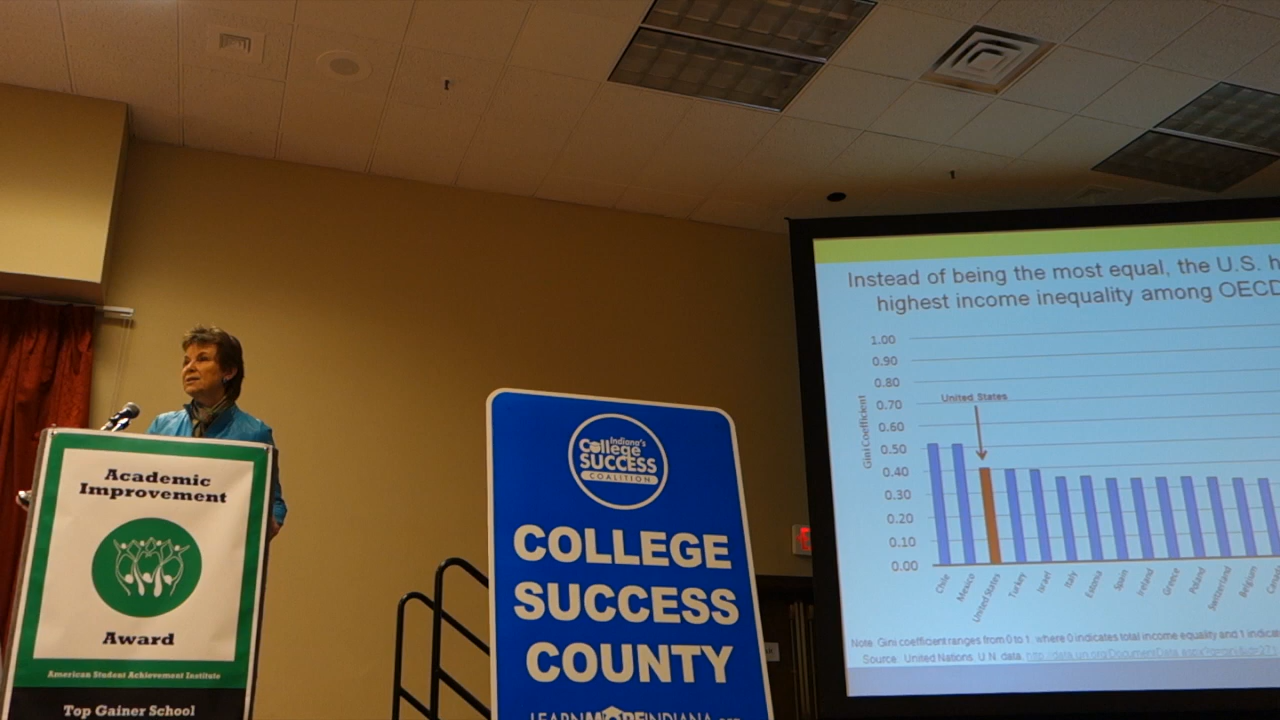 Academic
Improvement
Award
American Student Achievement Institute
Top Gainer School
Indiana's
College
SUCCESS
COALITION
COLLEGE
SUCCESS
COUNTY
LEARNMOREINDIANA.ORG
Instead of being the most equal, the U.S. h
highest income inequality among OECD
1.00
0.90
0.80
0.70
0.60
0.50
0.40
0.30
0.20
0.10
0.00
Gini Coefficient
United States
Chile
Mexico
United States
Turkey
Israel
Italy
Estonia
Spain
Ireland
Greece
Poland
Switzerland
Belgium
Note. Gini coefficient ranges from 0 to 1, where 0 indicates total income equality and 1 indicat
Source: United Nations, U.N. data,